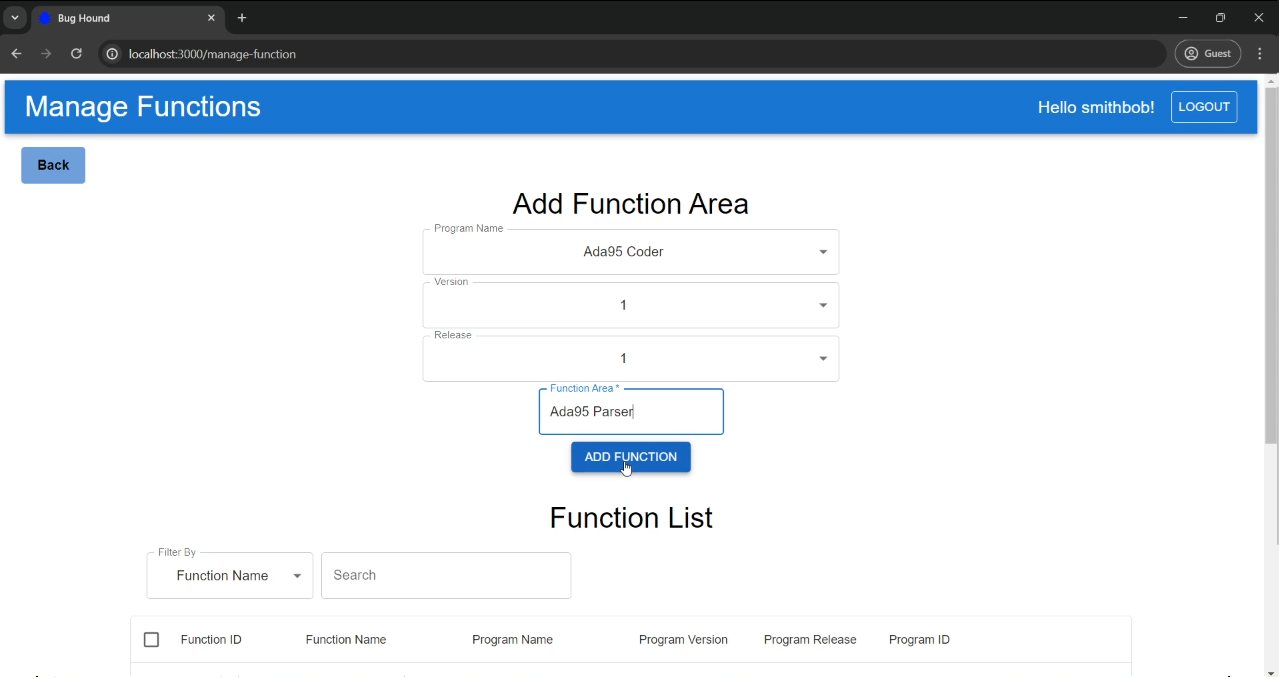 Bug Hound
localhost:3000/manage-function
Guest
Manage Functions
Hello smithbob!
LOGOUT
Back
Add Function Area
Program Name
Ada95 Coder
Version
1
Release
1
Function Area *
Ada95 Parser
ADD FUNCTION
Function List
Filter By
Function Name
Search
Function ID Function Name Program Name Program Version Program Release Program ID